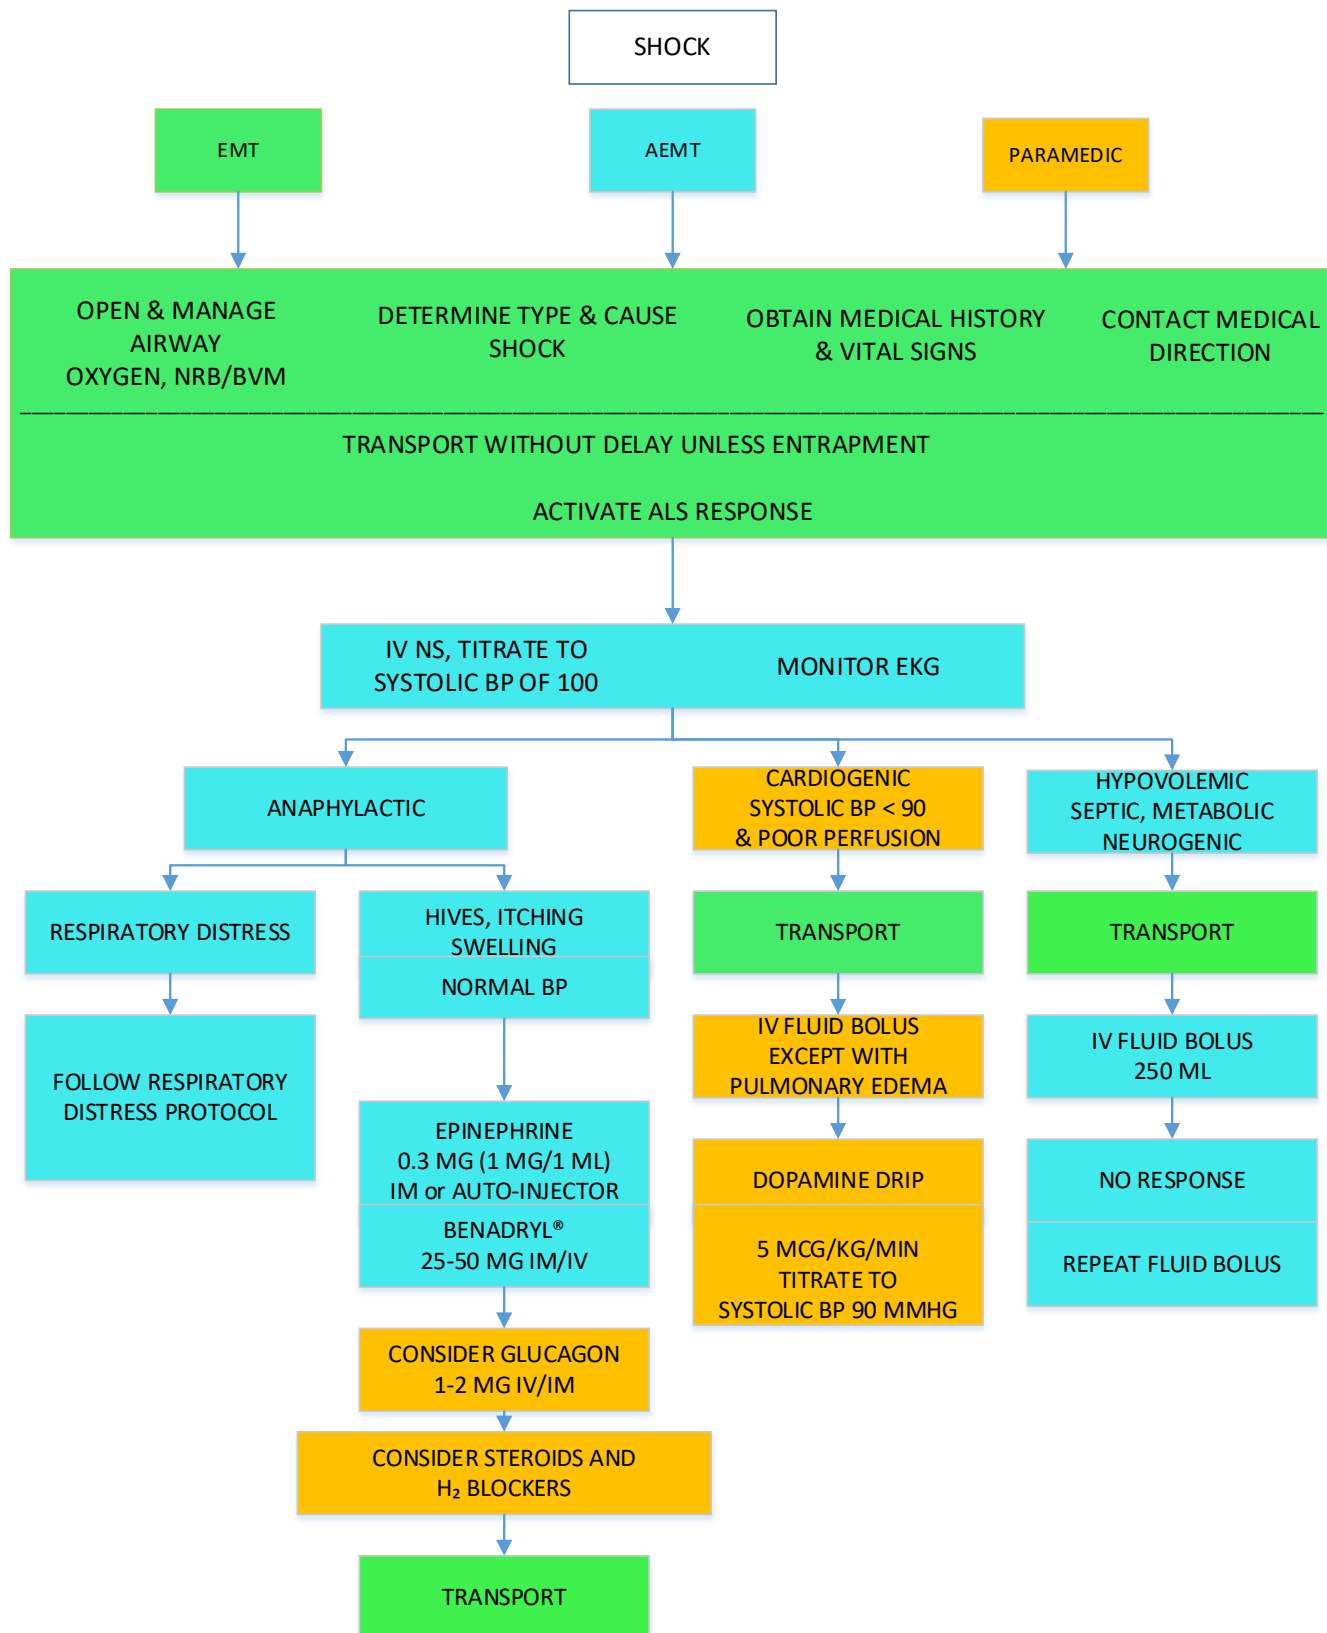 SHOCK
EMT
AEMT
PARAMEDIC
OPEN & MANAGE
AIRWAY
OXYGEN, NRB/BVM
DETERMINE TYPE & CAUSE
SHOCK
OBTAIN MEDICAL HISTORY
& VITAL SIGNS
CONTACT MEDICAL
DIRECTION
TRANSPORT WITHOUT DELAY UNLESS ENTRAPMENT
ACTIVATE ALS RESPONSE
IV NS, TITRATE TO
SYSTOLIC BP OF 100
MONITOR EKG
ANAPHYLACTIC
CARDIOGENIC
SYSTOLIC BP < 90
& POOR PERFUSION
HYPOVOLEMIC
SEPTIC, METABOLIC
NEUROGENIC
RESPIRATORY DISTRESS
HIVES, ITCHING
SWELLING
NORMAL BP
TRANSPORT
TRANSPORT
FOLLOW RESPIRATORY
DISTRESS PROTOCOL
IV FLUID BOLUS
EXCEPT WITH
PULMONARY EDEMA
IV FLUID BOLUS
250 ML
EPINEPHRINE
0.3 MG (1 MG/1 ML)
IM or AUTO-INJECTOR
BENADRYL®
25-50 MG IM/IV
DOPAMINE DRIP
5 MCG/KG/MIN
TITRATE TO
SYSTOLIC BP 90 MMHG
NO RESPONSE
REPEAT FLUID BOLUS
CONSIDER GLUCAGON
1-2 MG IV/IM
CONSIDER STEROIDS AND
H₂ BLOCKERS
TRANSPORT